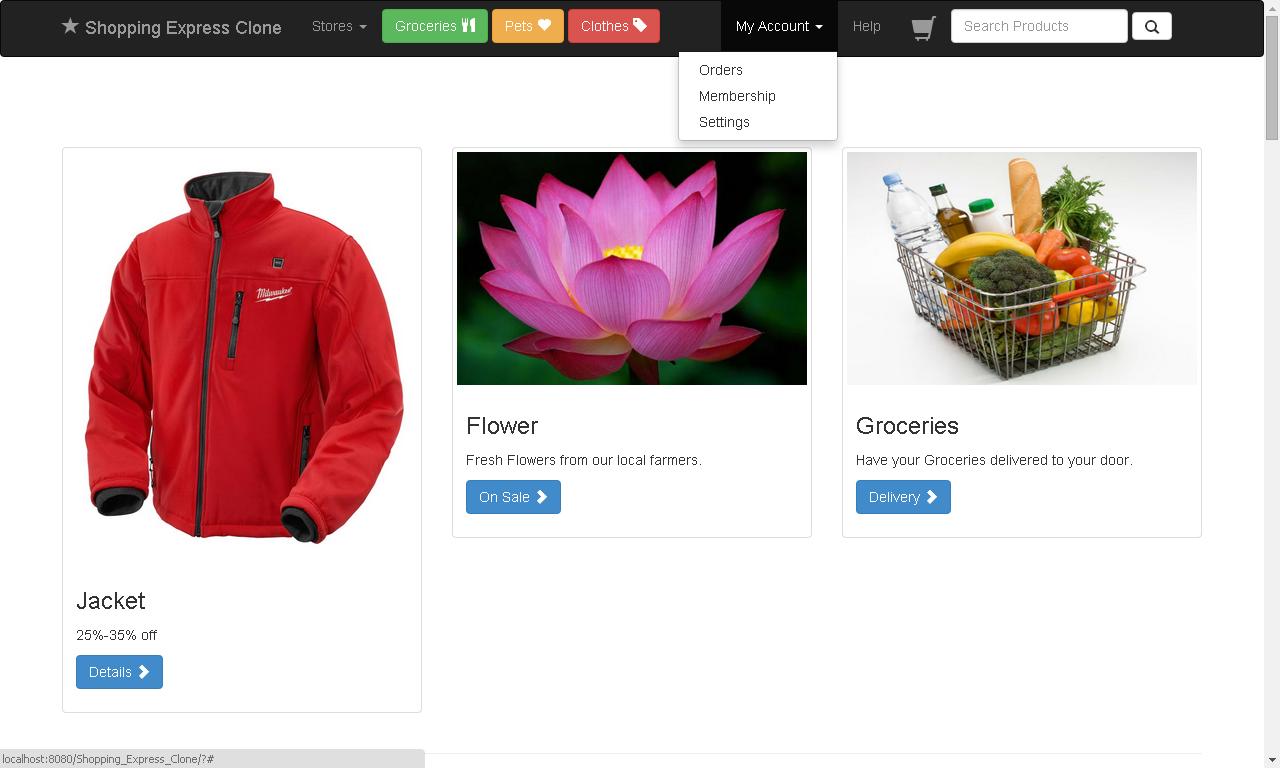 Shopping Express Clone Stores Groceries Pets Clothes My Account Help Search Products
Orders
Membership
Settings
Milwaukee
Jacket
25%-35% off
Details
Flower
Fresh Flowers from our local farmers.
On Sale
Groceries
Have your Groceries delivered to your door.
Delivery
localhost:8080/Shopping_Express_Clone/?#